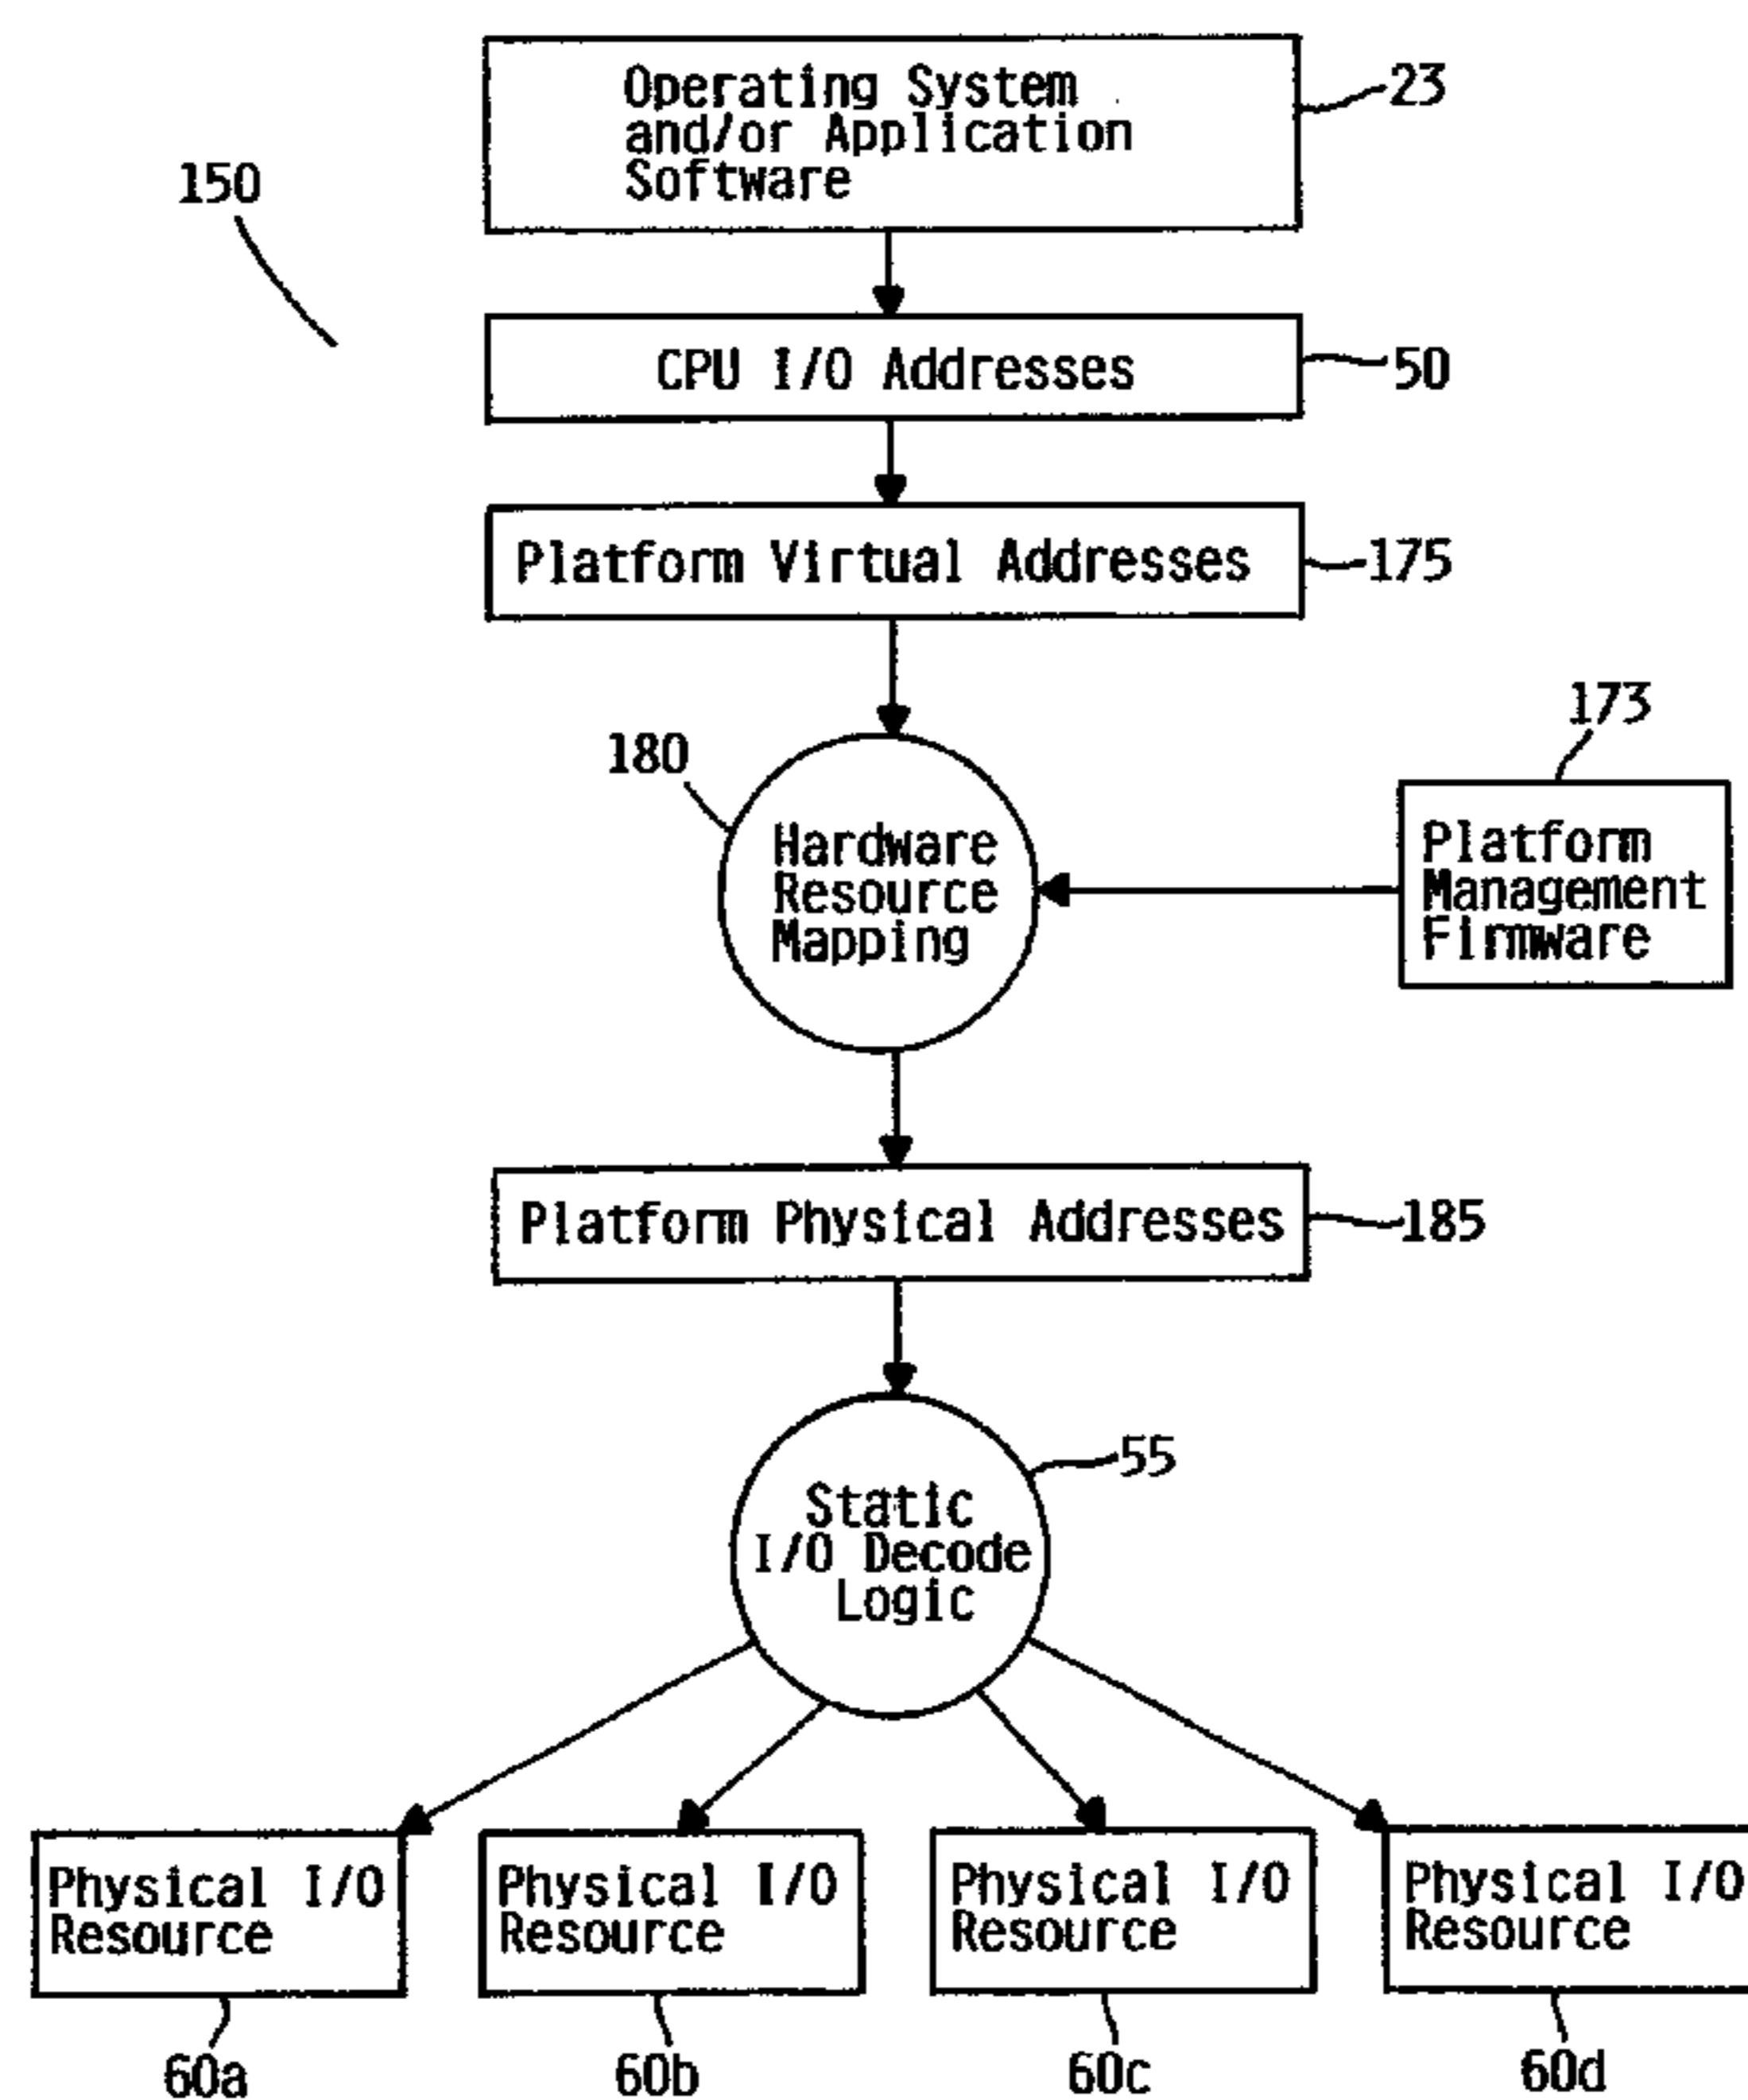 Operating System
and/or Application
Software
23
150
CPU I/O Addresses
50
Platform Virtual Addresses
175
173
180
Hardware
Resource
Mapping
Platform
Management
Firmware
Platform Physical Addresses
185
55
Static
I/O Decode
Logic
Physical I/O
Resource
Physical I/O
Resource
Physical I/O
Resource
Physical I/O
Resource
60a
60b
60c
60d